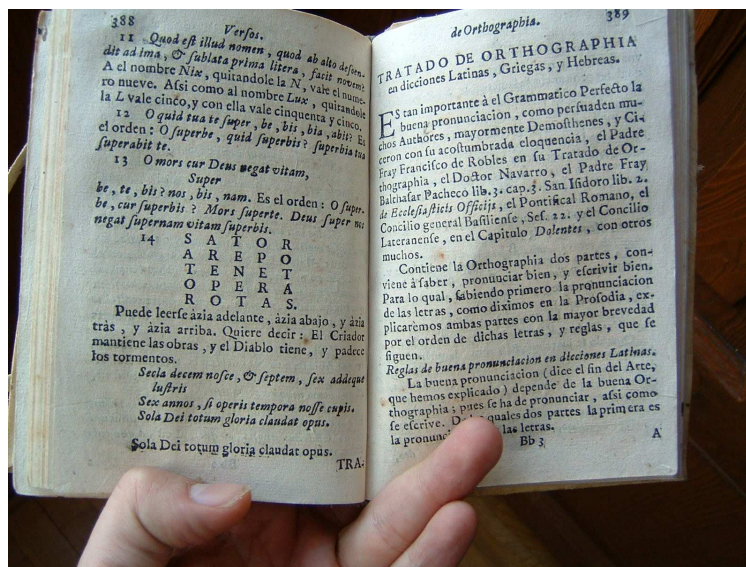 388
Versos.
11 Quod eſt illud nomen, quod ab alto deſcen-
dit ad ima, & ſublata prima litera, facit novem?
A el nombre Nix, quitandole la N, vale el nume-
ro nueve. Aſsi como al nombre Lux, quitandole
la L vale cinco, y con ella vale cinquenta y cinco.
12 O quid tua te ſuper, be, bis, bia, abit? Es
el orden: O ſuperbe, quid ſuperbis? ſuperbia tua
ſuperabit te.
13 O mors cur Deus negat vitam,
Super
be, te, bis? nos, bis, nam. Es el orden: O ſuper-
be, cur ſuperbis? Mors ſuperte. Deus ſuper nos
negat ſupernam vitam ſuperbis.
14 S A T O R
A R E P O
T E N E T
O P E R A
R O T A S.
Puede leerſe àzia adelante, àzia abajo, y àzia
tràs, y àzia arriba. Quiere decir: El Criador
mantiene las obras, y el Diablo tiene, y padece
los tormentos.
Secla decem noſce, & ſeptem, ſex addeque
luſtris
Sex annos, ſi operis tempora noſſe cupis.
Sola Dei totum gloria claudat opus.
Sola Dei totum gloria claudat opus.
TRA-
de Orthographia.
389
TRATADO DE ORTHOGRAPHIA
en dicciones Latinas, Griegas, y Hebreas.
ES tan importante à el Grammatico Perfecto la
buena pronunciacion, como perſuaden mu-
chos Authores, mayormente Demoſthenes, y Ci-
ceron con ſu acoſtumbrada eloquencia, el Padre
Fray Franciſco de Robles en ſu Tratado de Or-
thographia, el Doctor Navarro, el Padre Fray
Balthaſar Pacheco lib. 3. cap. 3. San Iſidoro lib. 2.
de Eccleſiaſticis Officijs, el Pontifical Romano, el
Concilio general Baſilienſe, Seſ. 22. y el Concilio
Lateranenſe, en el Capitulo Dolentes, con otros
muchos.
Contiene la Orthographia dos partes, con-
viene à ſaber, pronunciar bien, y eſcrivir bien.
Para lo qual, ſabiendo primero la pronunciacion
de las letras, como diximos en la Proſodia, ex-
plicarèmos ambas partes con la mayor brevedad
por el orden de dichas letras, y reglas, que ſe
ſiguen.
Reglas de buena pronunciacion en dicciones Latinas.
La buena pronunciacion (dice el fin del Arte,
que hemos explicado) depende de la buena Or-
thographia; pues ſe ha de pronunciar, aſsi como
ſe eſcrive. quales dos partes la primera es
la las letras.
Bb 3
A